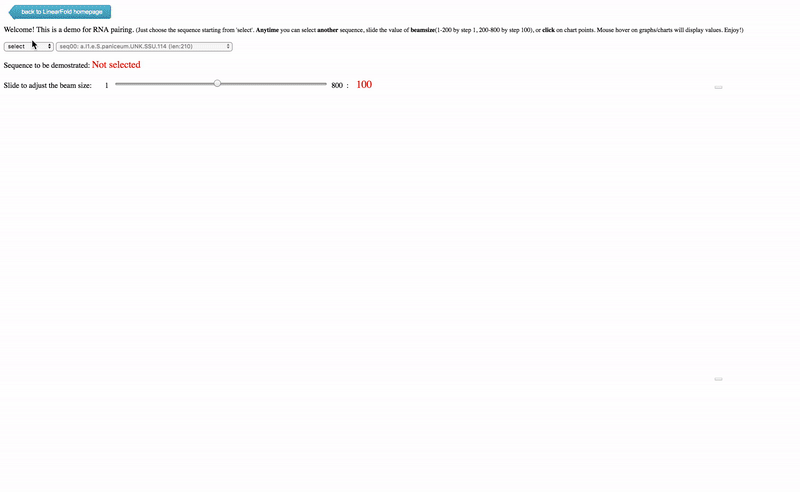 back to LinearFold homepage
Welcome! This is a demo for RNA pairing. (Just choose the sequence starting from 'select'. Anytime you can select another sequence, slide the value of beamsize(1-200 by step 1, 200-800 by step 100), or click on chart points. Mouse hover on graphs/charts will display values. Enjoy!)
select seq00: a.I1.e.S.paniceum.UNK.SSU.114 (len:210)
Sequence to be demostrated: Not selected
Slide to adjust the beam size: 1 800 : 100